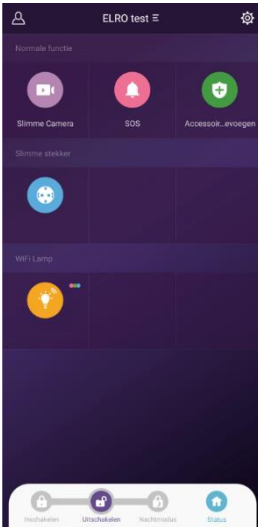 ELRO test
Normale functie
Slimme Camera
SOS
Accessoir...evoegen
Slimme stekker
WiFi Lamp
Inschakelen
Uitschakelen
Nachtmodus
Status